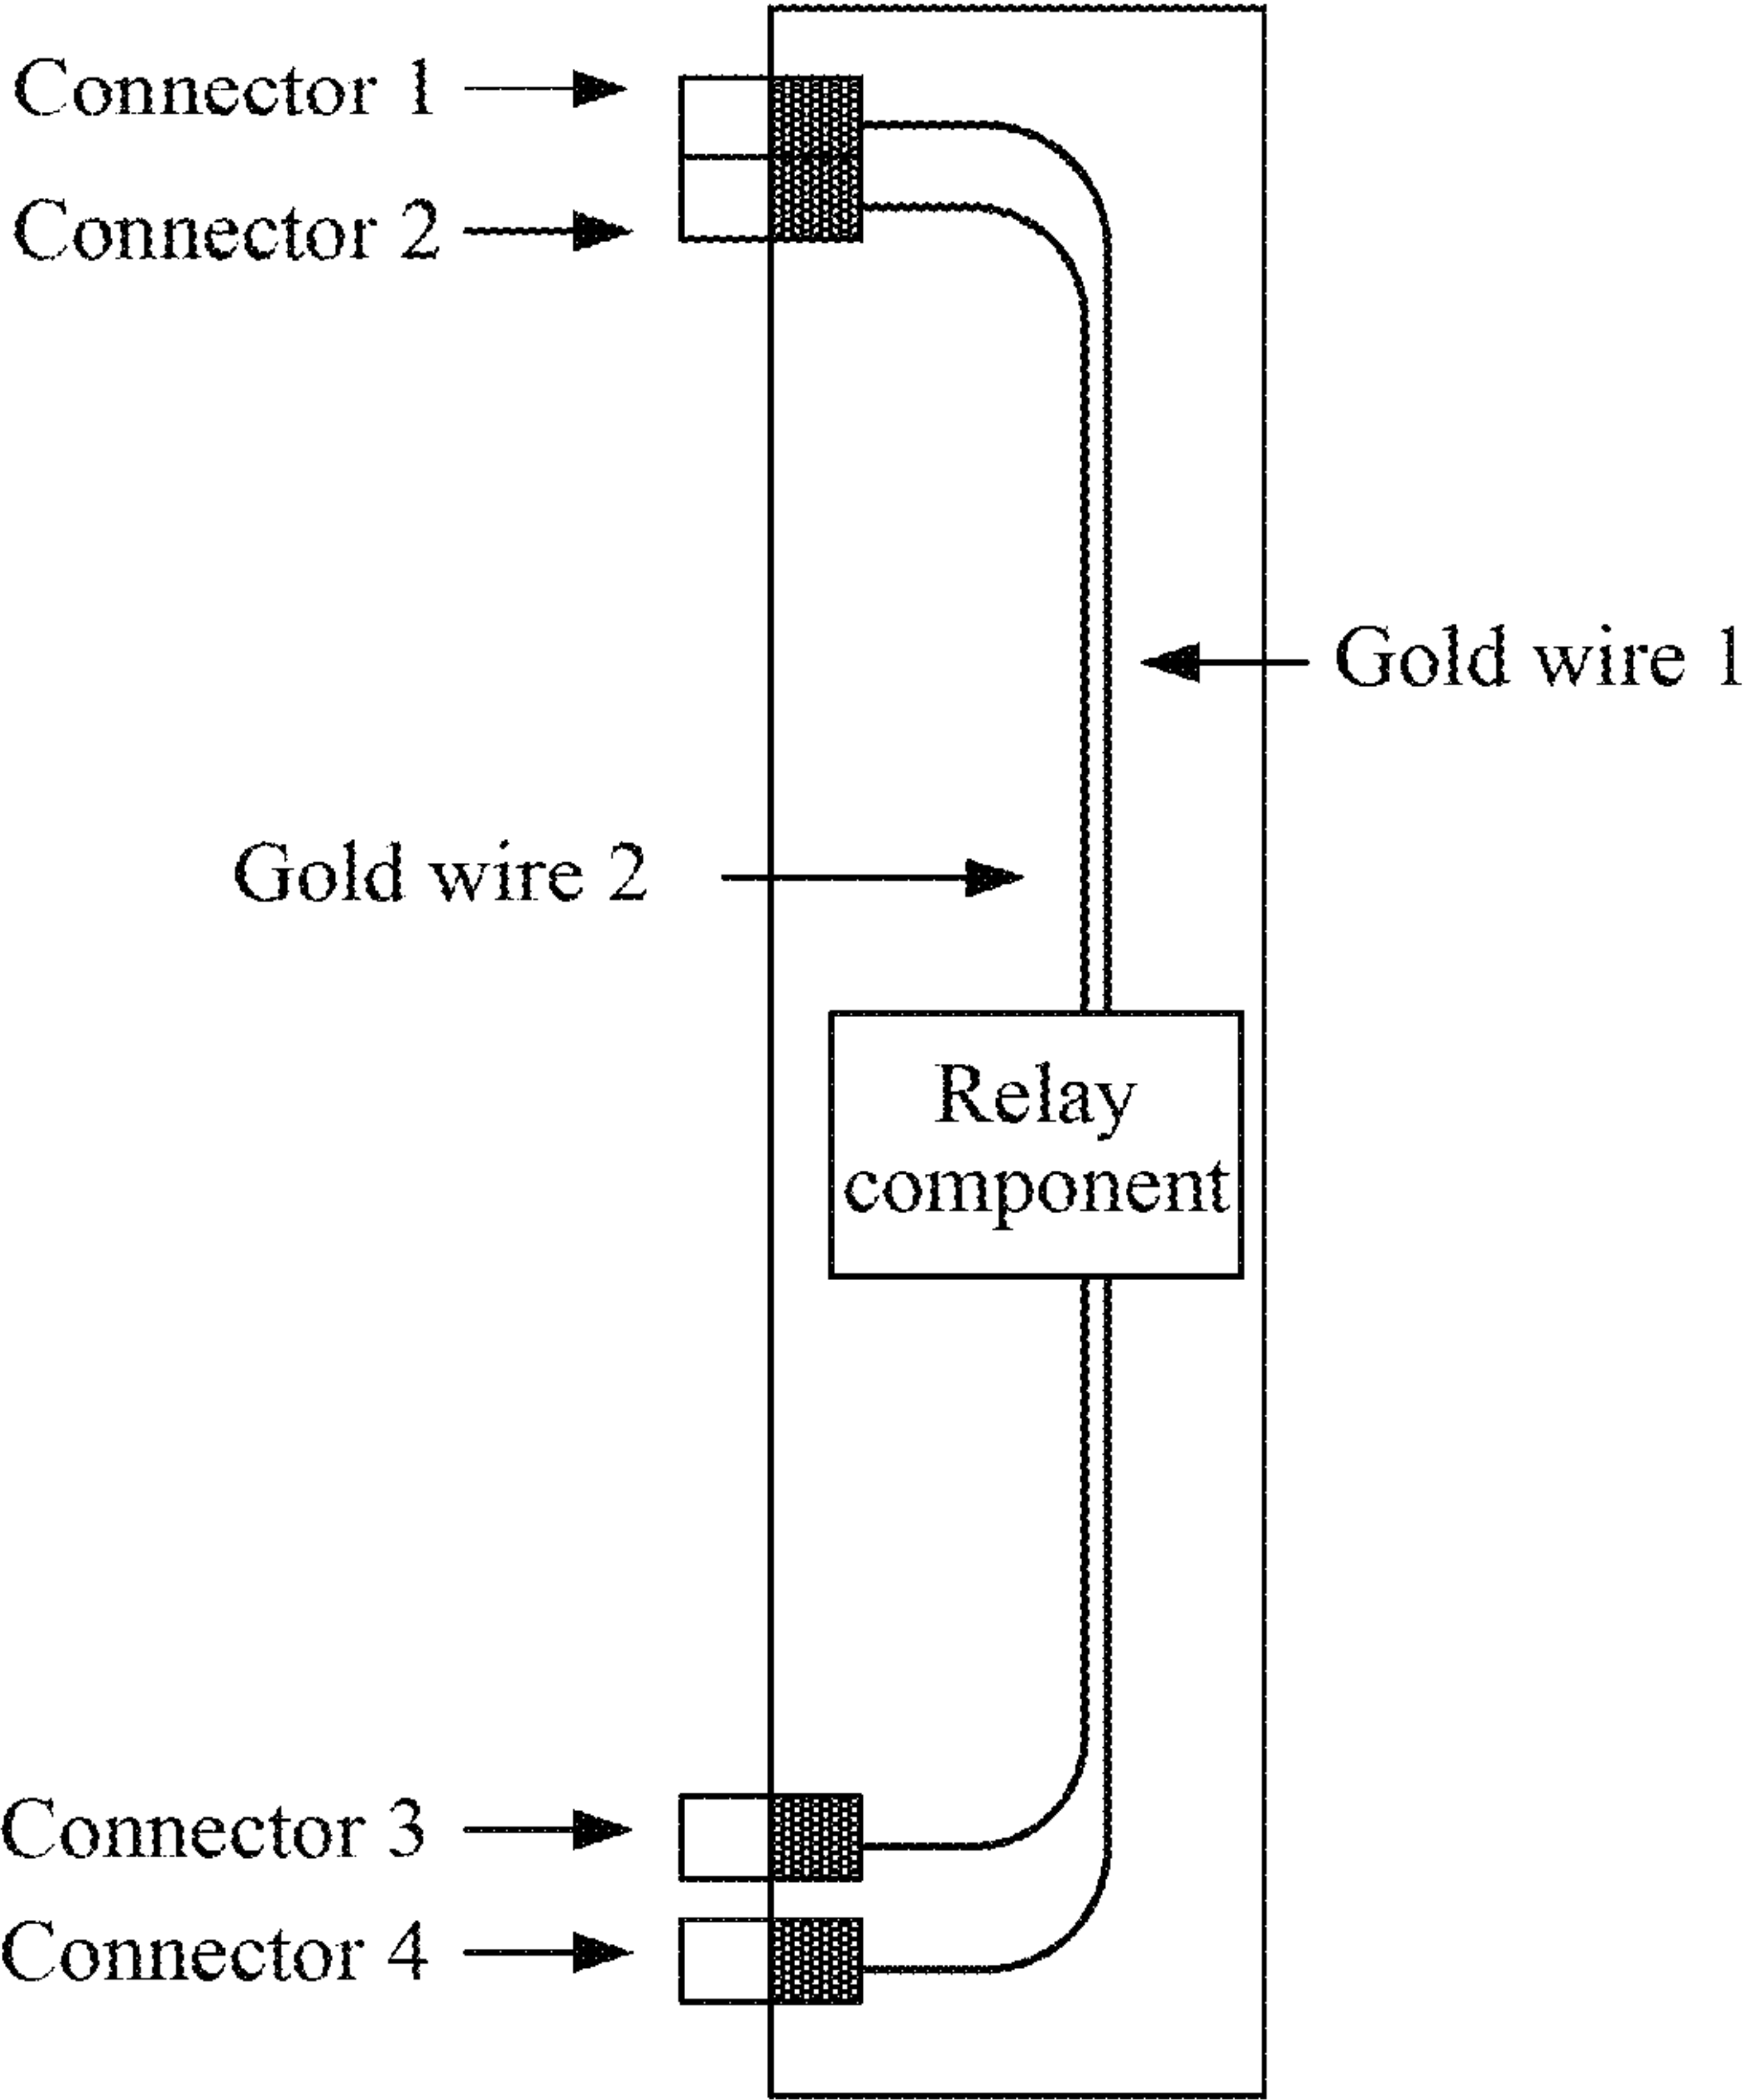 Connector 1
Connector 2
Gold wire 1
Gold wire 2
Relay
component
Connector 3
Connector 4